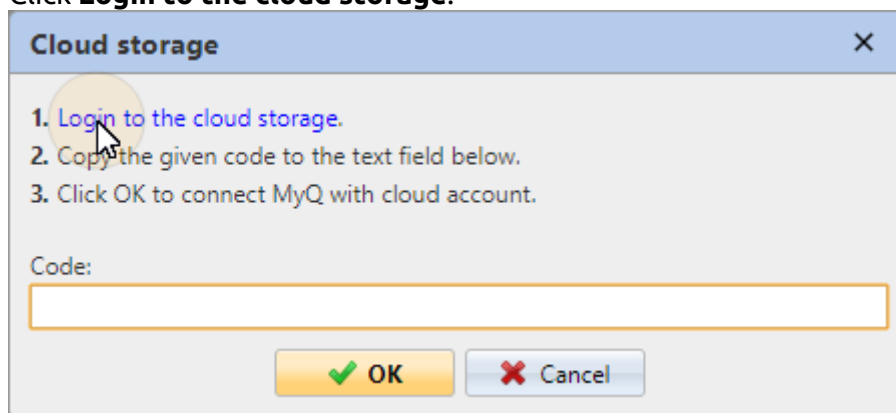 Click Login to the cloud storage.
Cloud storage
1. Login to the cloud storage.
2. Copy the given code to the text field below.
3. Click OK to connect MyQ with cloud account.
Code:
OK Cancel